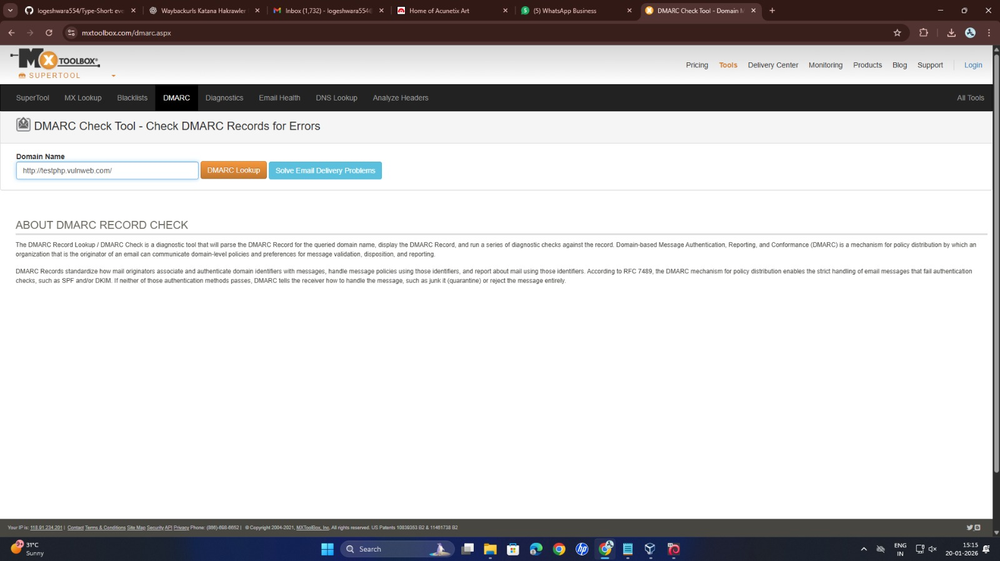 logeshwara554/Type-Short: eve
Waybackurls Katana Hakrawler
Inbox (1,732) - logeshwara554@
Home of Acunetix Art
(5) WhatsApp Business
DMARC Check Tool - Domain M
mxtoolbox.com/dmarc.aspx
MX TOOLBOX®
SUPERTOOL
Pricing Tools Delivery Center Monitoring Products Blog Support Login
SuperTool MX Lookup Blacklists DMARC Diagnostics Email Health DNS Lookup Analyze Headers All Tools
DMARC Check Tool - Check DMARC Records for Errors
Domain Name
http://testphp.vulnweb.com/ DMARC Lookup Solve Email Delivery Problems
ABOUT DMARC RECORD CHECK
The DMARC Record Lookup / DMARC Check is a diagnostic tool that will parse the DMARC Record for the queried domain name, display the DMARC Record, and run a series of diagnostic checks against the record. Domain-based Message Authentication, Reporting, and Conformance (DMARC) is a mechanism for policy distribution by which an
organization that is the originator of an email can communicate domain-level policies and preferences for message validation, disposition, and reporting.
DMARC Records standardize how mail originators associate and authenticate domain identifiers with messages, handle message policies using those identifiers, and report about mail using those identifiers. According to RFC 7489, the DMARC mechanism for policy distribution enables the strict handling of email messages that fail authentication
checks, such as SPF and/or DKIM. If neither of those authentication methods passes, DMARC tells the receiver how to handle the message, such as junk it (quarantine) or reject the message entirely.
Your IP is: 118.91.234.201 | Contact Terms & Conditions Site Map Security API Privacy Phone: (866)-698-6652 | © Copyright 2004-2021, MXToolBox, Inc, All rights reserved. US Patents 10839353 B2 & 11461738 B2
9+
31°C
Sunny
Search
hp
ENG
IN
15:15
20-01-2026